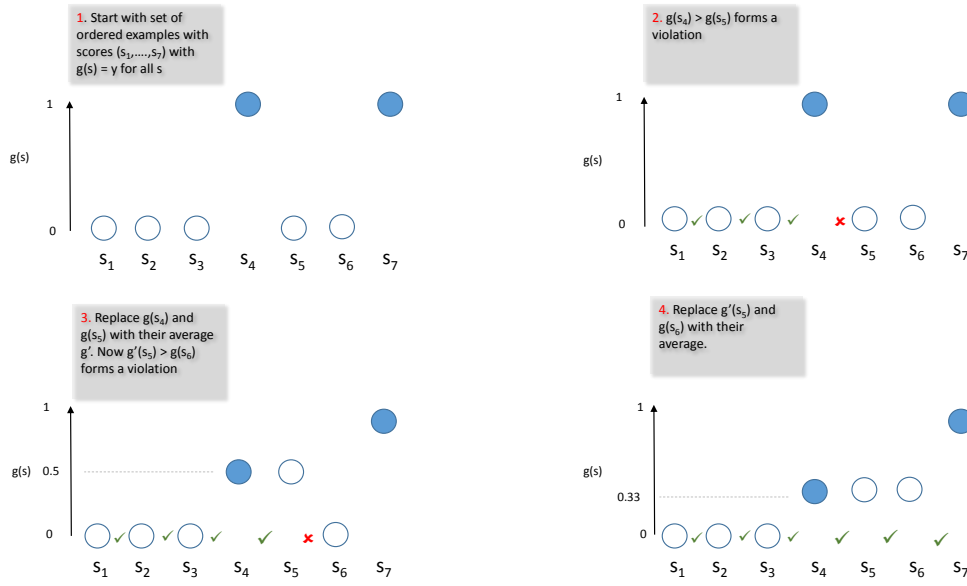 1. Start with set of
ordered examples with
scores (s₁,....,s₇) with
g(s) = y for all s
1
g(s)
0
s₁ s₂ s₃ s₄ s₅ s₆ s₇
2. g(s₄) > g(s₅) forms a
violation
1
g(s)
0
s₁ s₂ s₃ s₄ s₅ s₆ s₇
3. Replace g(s₄) and
g(s₅) with their average
g’. Now g’(s₅) > g(s₆)
forms a violation
1
g(s) 0.5
0
s₁ s₂ s₃ s₄ s₅ s₆ s₇
4. Replace g’(s₅) and
g(s₆) with their
average.
1
g(s)
0.33
0
s₁ s₂ s₃ s₄ s₅ s₆ s₇